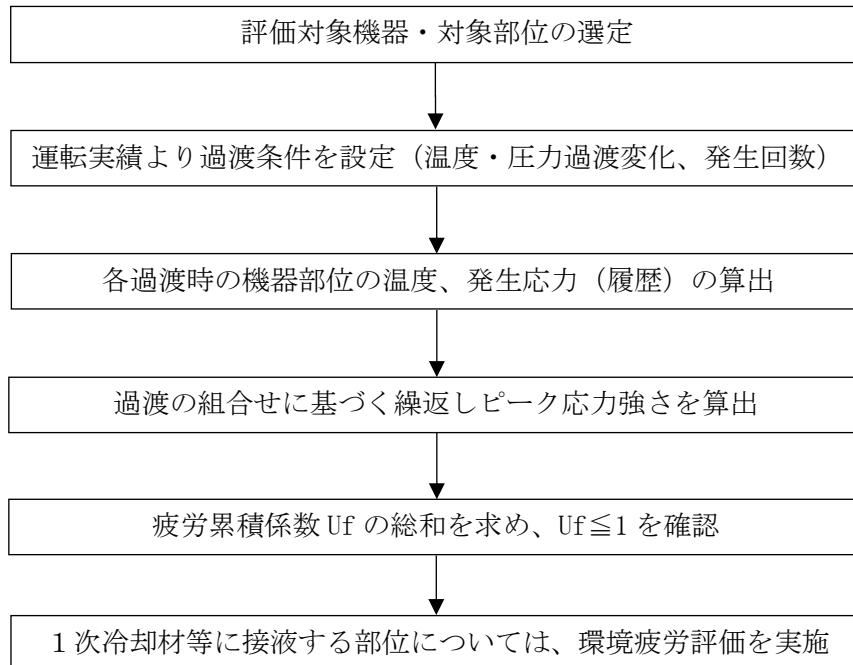 評価対象機器・対象部位の選定
運転実績より過渡条件を設定（温度・圧力過渡変化、発生回数）
各過渡時の機器部位の温度、発生応力（履歴）の算出
過渡の組合せに基づく繰返しピーク応力強さを算出
疲労累積係数 Uf の総和を求め、Uf≦1 を確認
１次冷却材等に接液する部位については、環境疲労評価を実施